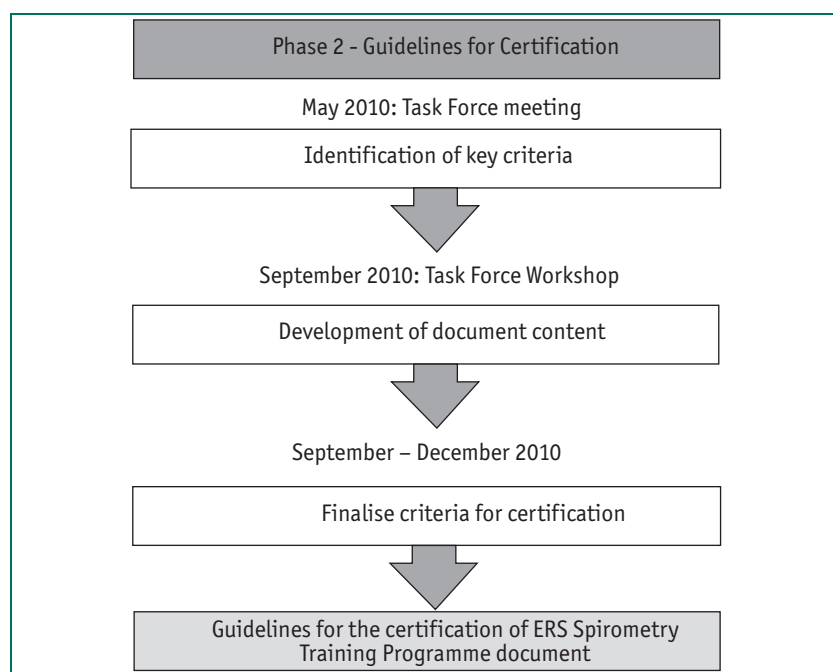 Phase 2 - Guidelines for Certification
May 2010: Task Force meeting
Identification of key criteria
September 2010: Task Force Workshop
Development of document content
September – December 2010
Finalise criteria for certification
Guidelines for the certification of ERS Spirometry
Training Programme document